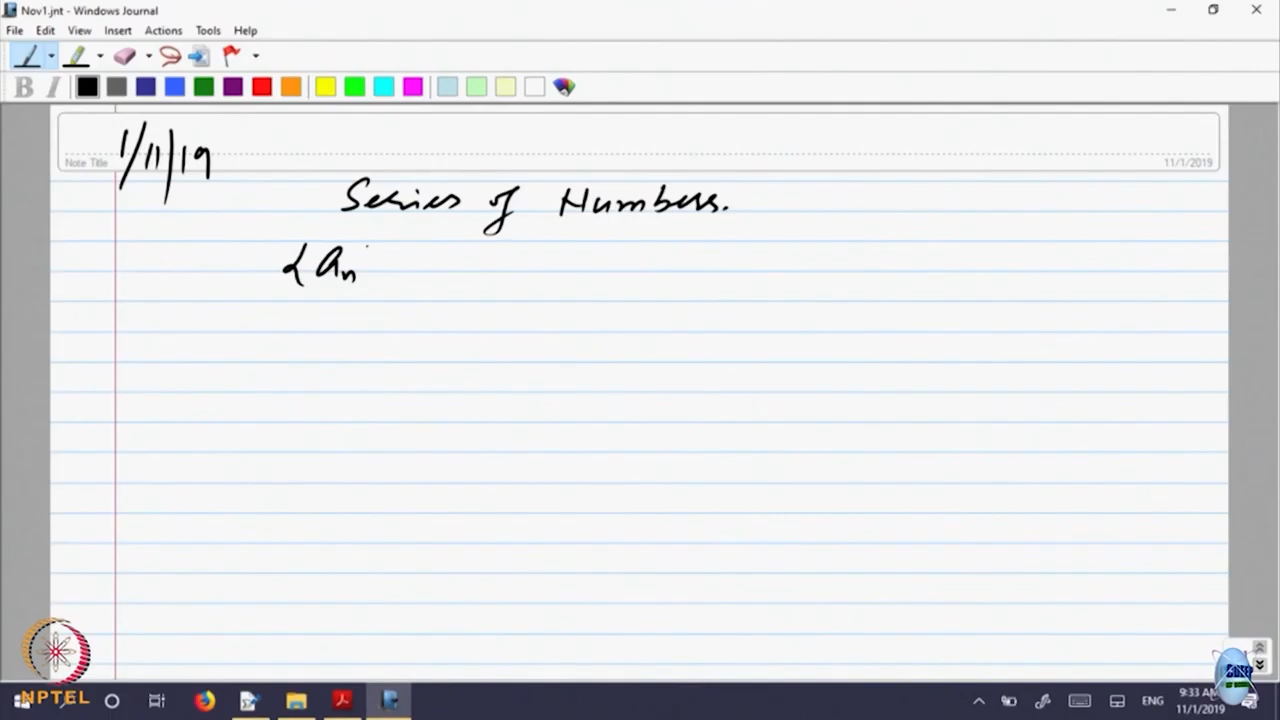 Nov1.jnt - Windows Journal
File Edit View Insert Actions Tools Help
B I
1/11/19
Note Title
11/1/2019
Series of Numbers.
{ an
NPTEL
ENG
9:33 AM
11/1/2019